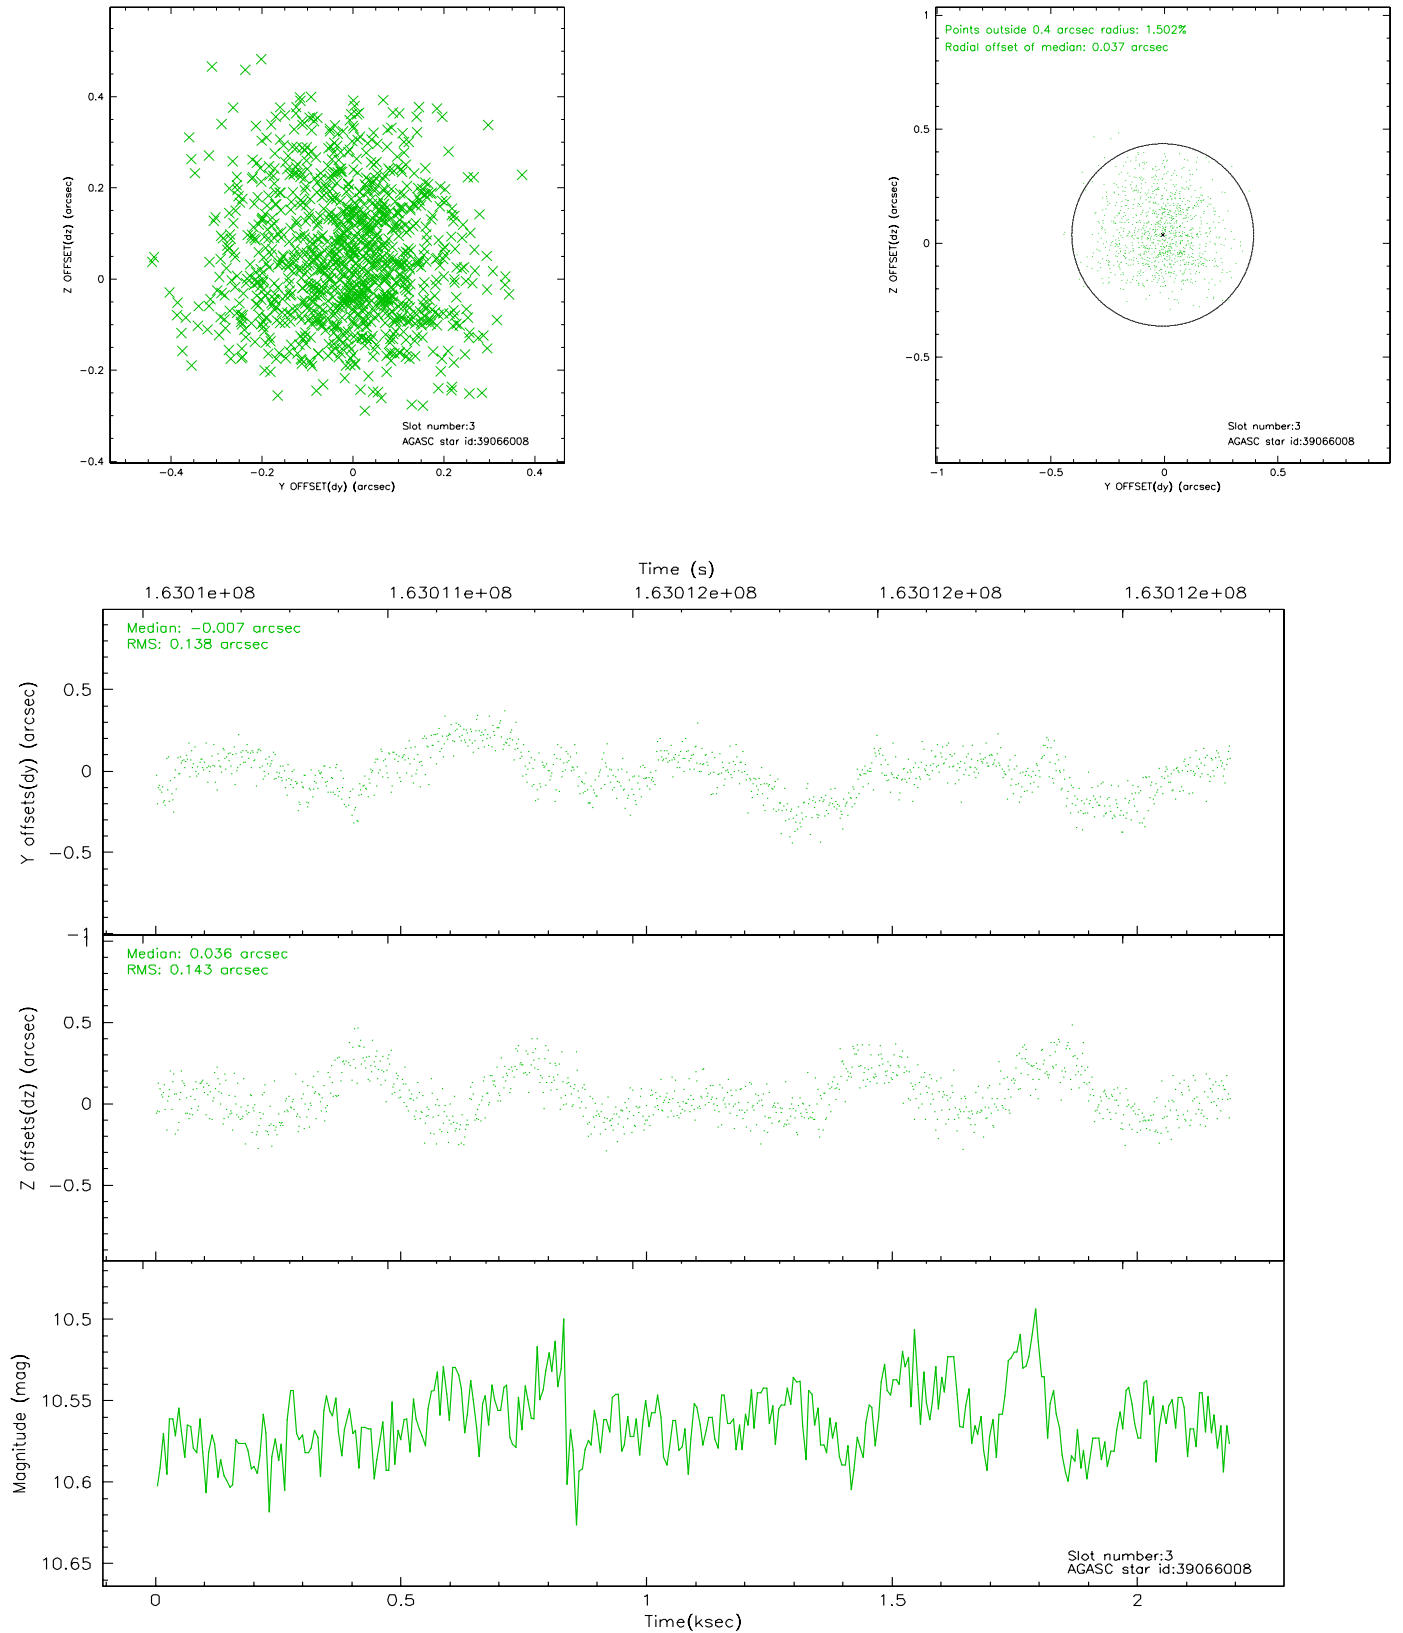 0.4
0.2
0
−0.2
−0.4
Z OFFSET(dz) (arcsec)
Slot number:3
AGASC star id:39066008
−0.4 −0.2 0 0.2 0.4
Y OFFSET(dy) (arcsec)
Points outside 0.4 arcsec radius: 1.502%
Radial offset of median: 0.037 arcsec
1
0.5
0
−0.5
Z OFFSET(dz) (arcsec)
Slot number:3
AGASC star id:39066008
−1 −0.5 0 0.5
Y OFFSET(dy) (arcsec)
Time (s)
1.6301e+08 1.63011e+08 1.63012e+08 1.63012e+08 1.63012e+08
Median: −0.007 arcsec
RMS: 0.138 arcsec
0.5
0
−0.5
−1
Y offsets(dy) (arcsec)
Median: 0.036 arcsec
RMS: 0.143 arcsec
1
0.5
0
−0.5
Z offsets(dz) (arcsec)
10.5
10.55
10.6
10.65
Magnitude (mag)
Slot number:3
AGASC star id:39066008
0 0.5 1 1.5 2
Time(ksec)